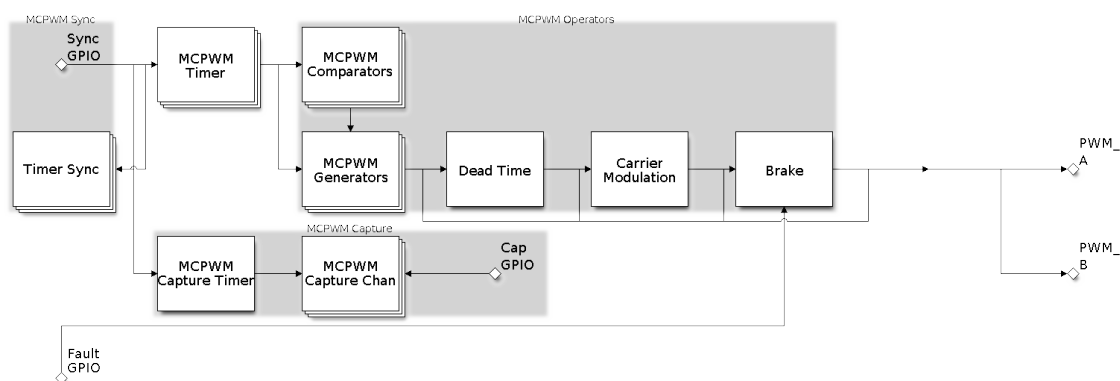 MCPWM Sync
MCPWM Operators
Sync
GPIO
MCPWM
Timer
MCPWM
Comparators
Timer Sync
MCPWM
Generators
Dead Time
Carrier
Modulation
Brake
PWM_
A
MCPWM Capture
MCPWM
Capture Timer
MCPWM
Capture Chan
Cap
GPIO
PWM_
B
Fault
GPIO